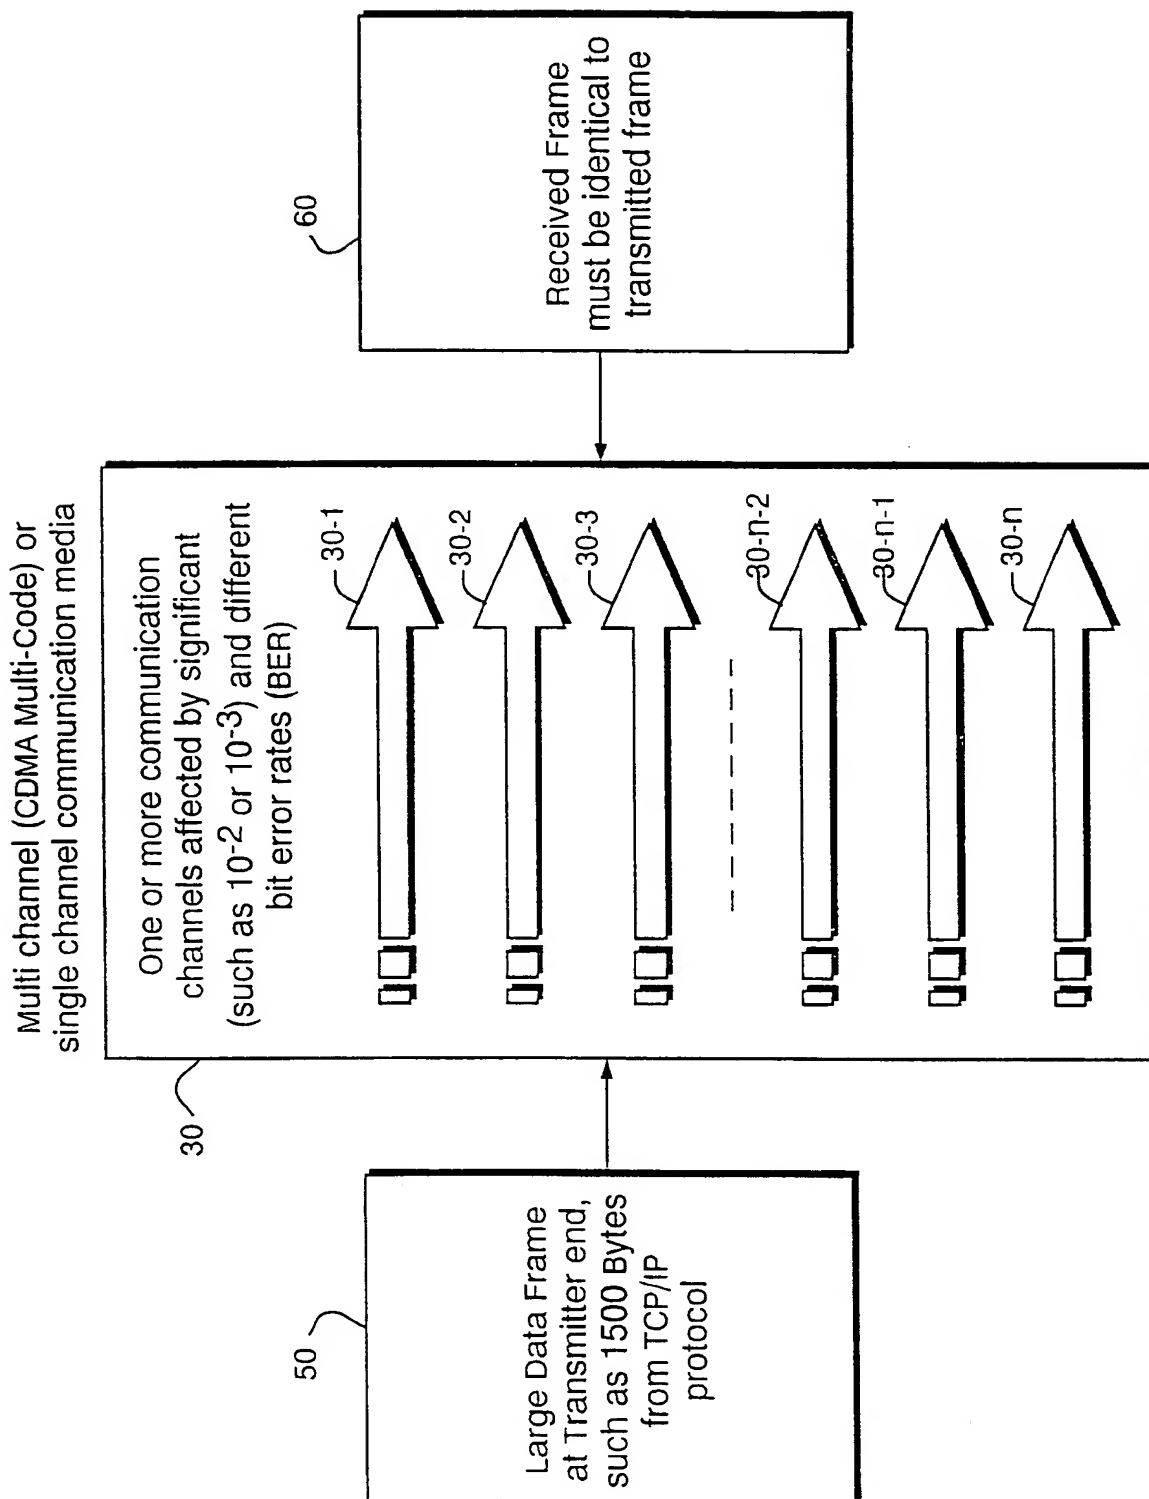 Multi channel (CDMA Multi-Code) or
single channel communication media
30
One or more communication
channels affected by significant
(such as 10⁻² or 10⁻³) and different
bit error rates (BER)
30-1
30-2
30-3
30-n-2
30-n-1
30-n
50
Large Data Frame
at Transmitter end,
such as 1500 Bytes
from TCP/IP
protocol
60
Received Frame
must be identical to
transmitted frame